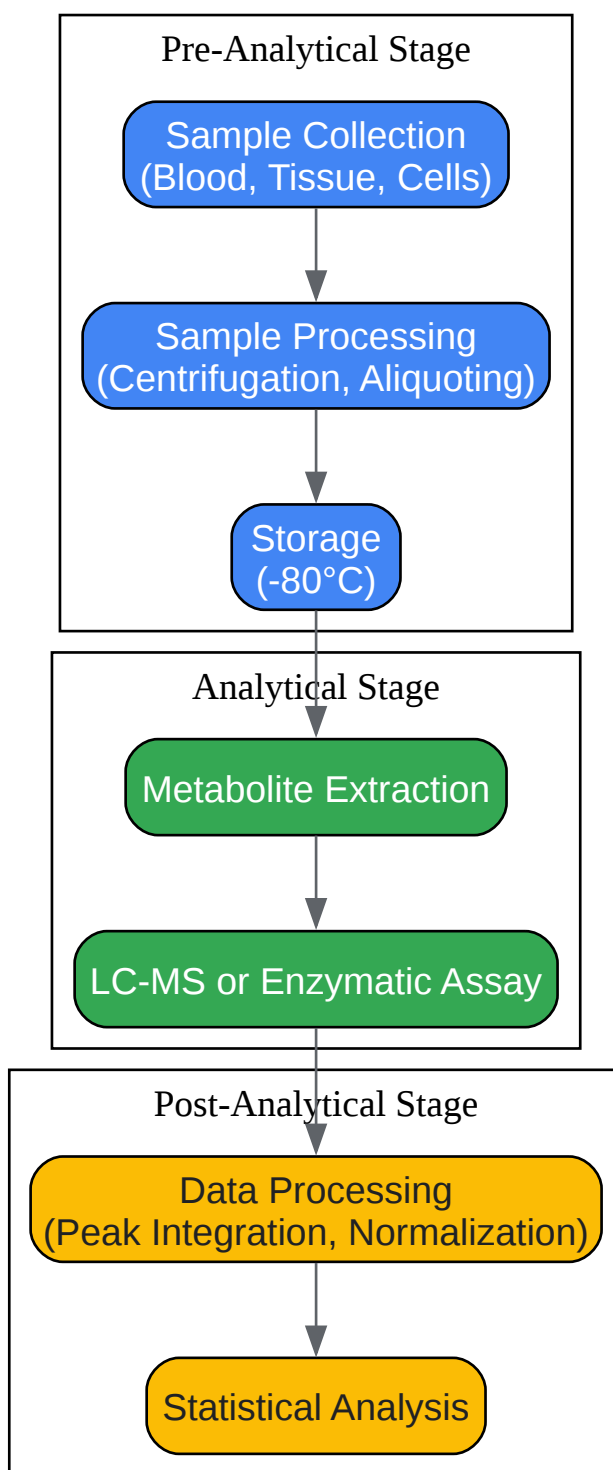 Pre-Analytical Stage
Sample Collection
(Blood, Tissue, Cells)
Sample Processing
(Centrifugation, Aliquoting)
Storage
(-80°C)
Analytical Stage
Metabolite Extraction
LC-MS or Enzymatic Assay
Post-Analytical Stage
Data Processing
(Peak Integration, Normalization)
Statistical Analysis